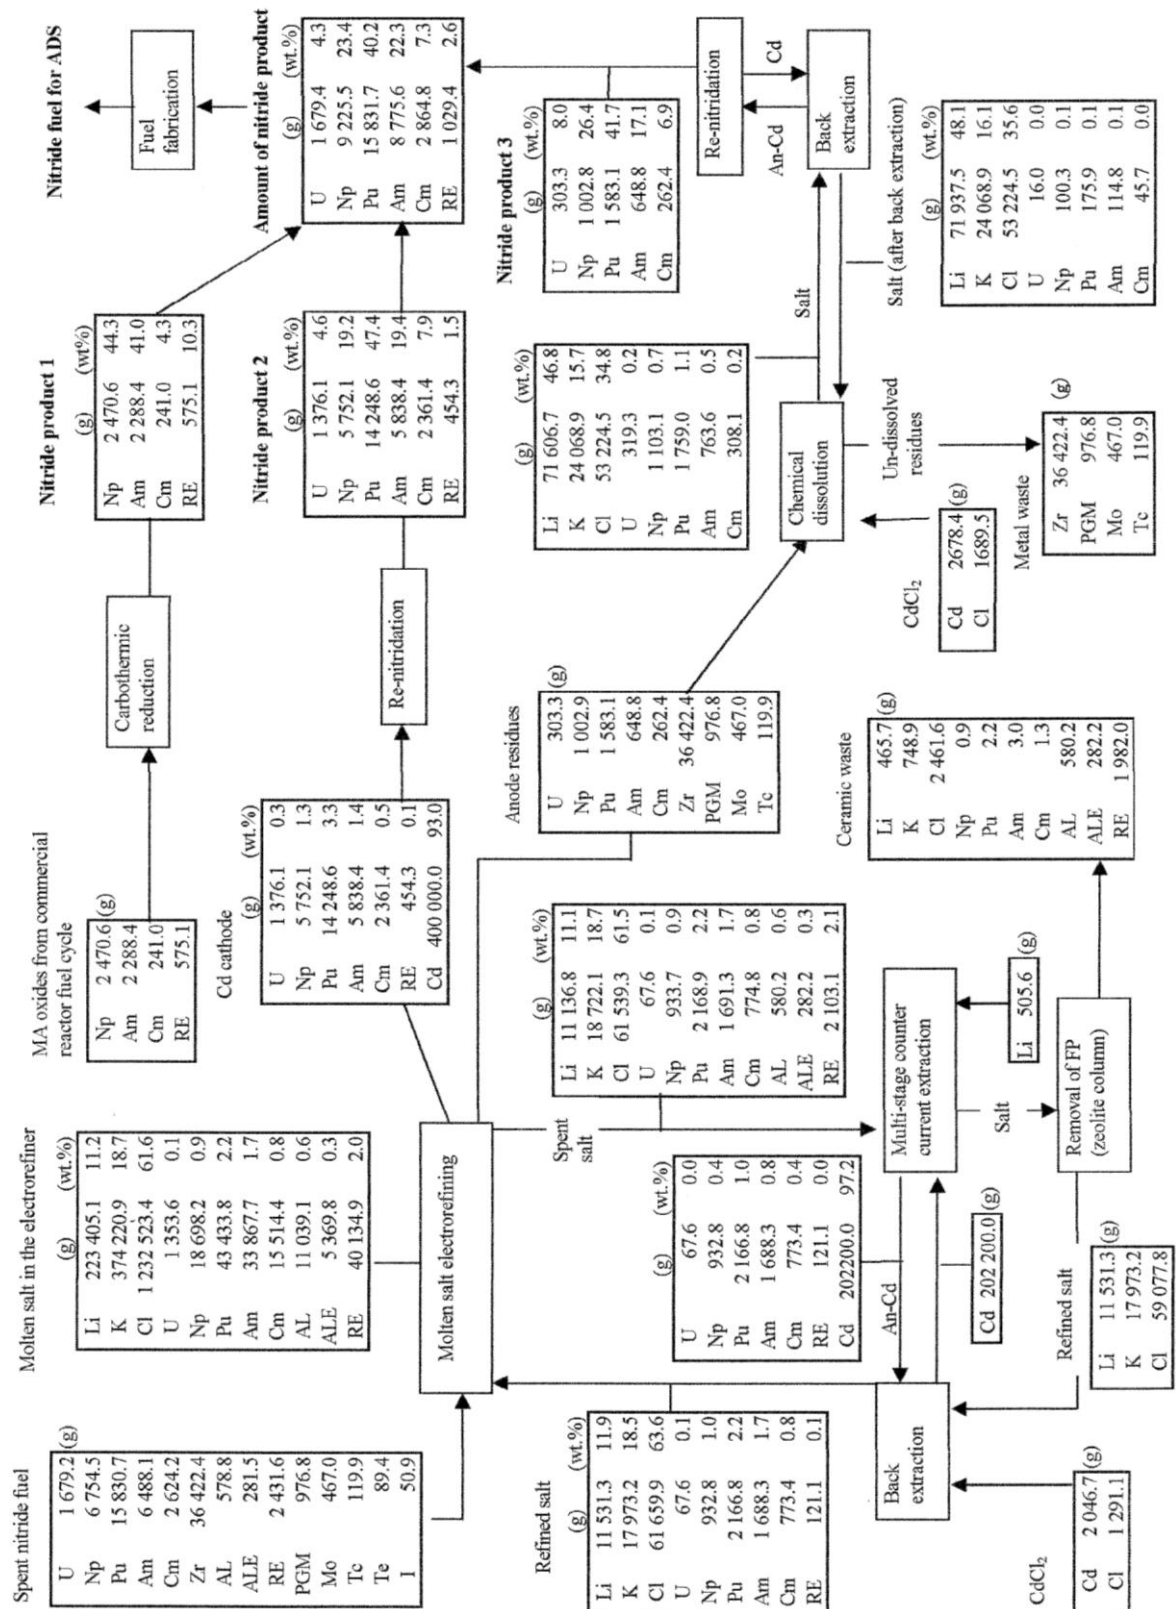 Spent nitride fuel
U 1 679.2 (g)
Np 6 754.5
Pu 15 830.7
Am 6 488.1
Cm 2 624.2
Zr 36 422.4
AL 578.8
ALE 281.5
RE 2 431.6
PGM 976.8
Mo 467.0
Tc 119.9
Te 89.4
I 50.9
Molten salt in the electrorefiner
(g) (wt.%)
Li 223 405.1 11.2
K 374 220.9 18.7
Cl 1 232 523.4 61.6
U 1 353.6 0.1
Np 18 698.2 0.9
Pu 43 433.8 2.2
Am 33 867.7 1.7
Cm 15 514.4 0.8
AL 11 039.1 0.6
ALE 5 369.8 0.3
RE 40 134.9 2.0
MA oxides from commercial
reactor fuel cycle
Np 2 470.6 (g)
Am 2 288.4
Cm 241.0
RE 575.1
Carbothermic
reduction
Nitride product 1
(g) (wt%)
Np 2 470.6 44.3
Am 2 288.4 41.0
Cm 241.0 4.3
RE 575.1 10.3
Nitride fuel for ADS
Fuel
fabrication
Amount of nitride product
(g) (wt.%)
U 1 679.4 4.3
Np 9 225.5 23.4
Pu 15 831.7 40.2
Am 8 775.6 22.3
Cm 2 864.8 7.3
RE 1 029.4 2.6
Molten salt electrorefining
Cd cathode
(g) (wt.%)
U 1 376.1 0.3
Np 5 752.1 1.3
Pu 14 248.6 3.3
Am 5 838.4 1.4
Cm 2 361.4 0.5
RE 454.3 0.1
Cd 400 000.0 93.0
Re-nitridation
Nitride product 2
(g) (wt.%)
U 1 376.1 4.6
Np 5 752.1 19.2
Pu 14 248.6 47.4
Am 5 838.4 19.4
Cm 2 361.4 7.9
RE 454.3 1.5
Anode residues
U 303.3 (g)
Np 1 002.9
Pu 1 583.1
Am 648.8
Cm 262.4
Zr 36 422.4
PGM 976.8
Mo 467.0
Tc 119.9
Nitride product 3
(g) (wt.%)
U 303.3 8.0
Np 1 002.8 26.4
Pu 1 583.1 41.7
Am 648.8 17.1
Cm 262.4 6.9
Re-nitridation
An-Cd
Cd
Back
extraction
(g) (wt.%)
Li 71 606.7 46.8
K 24 068.9 15.7
Cl 53 224.5 34.8
U 319.3 0.2
Np 1 103.1 0.7
Pu 1 759.0 1.1
Am 763.6 0.5
Cm 308.1 0.2
Salt
Chemical
dissolution
Salt (after back extraction)
(g) (wt.%)
Li 71 937.5 48.1
K 24 068.9 16.1
Cl 53 224.5 35.6
U 16.0 0.0
Np 100.3 0.1
Pu 175.9 0.1
Am 114.8 0.1
Cm 45.7 0.0
CdCl2
Cd 2678.4 (g)
Cl 1689.5
Un-dissolved
residues
Metal waste
Zr 36 422.4 (g)
PGM 976.8
Mo 467.0
Tc 119.9
Refined salt
(g) (wt.%)
Li 11 531.3 11.9
K 17 973.2 18.5
Cl 61 659.9 63.6
U 67.6 0.1
Np 932.8 1.0
Pu 2 166.8 2.2
Am 1 688.3 1.7
Cm 773.4 0.8
RE 121.1 0.1
(g) (wt.%)
U 67.6 0.0
Np 932.8 0.4
Pu 2 166.8 1.0
Am 1 688.3 0.8
Cm 773.4 0.4
RE 121.1 0.0
Cd 202200.0 97.2
Spent
salt
(g) (wt.%)
Li 11 136.8 11.1
K 18 722.1 18.7
Cl 61 539.3 61.5
U 67.6 0.1
Np 933.7 0.9
Pu 2 168.9 2.2
Am 1 691.3 1.7
Cm 774.8 0.8
AL 580.2 0.6
ALE 282.2 0.3
RE 2 103.1 2.1
Back
extraction
An-Cd
Cd 202 200.0 (g)
Multi-stage counter
current extraction
Li 505.6 (g)
Salt
Removal of FP
(zeolite column)
Ceramic waste
Li 465.7 (g)
K 748.9
Cl 2 461.6
Np 0.9
Pu 2.2
Am 3.0
Cm 1.3
AL 580.2
ALE 282.2
RE 1 982.0
CdCl2
Cd 2 046.7 (g)
Cl 1 291.1
Refined salt
Li 11 531.3 (g)
K 17 973.2
Cl 59 077.8